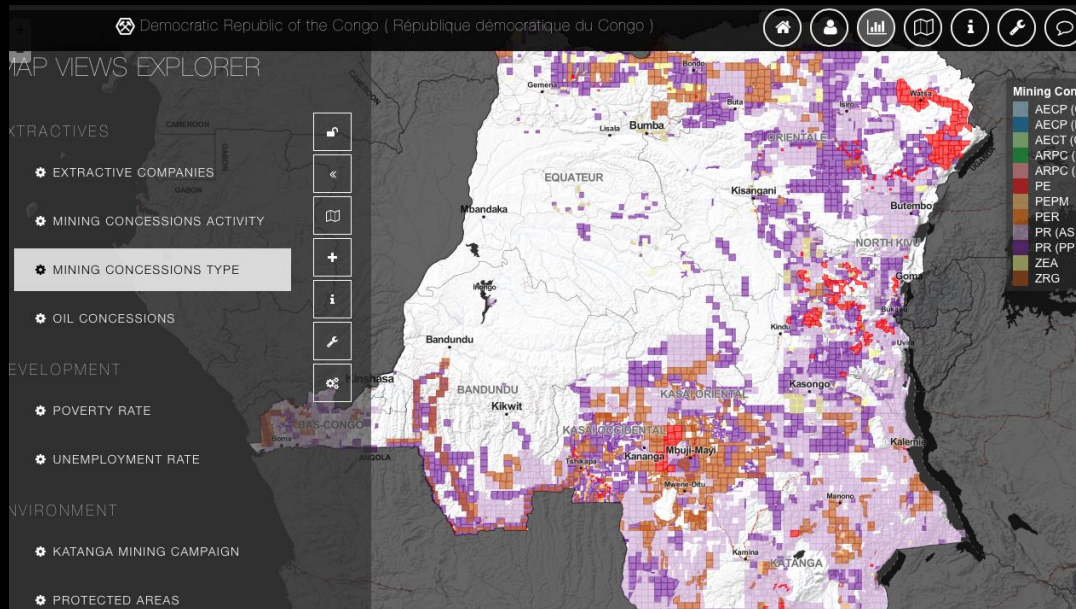 Democratic Republic of the Congo ( République démocratique du Congo )
MAP VIEWS EXPLORER
XTRACTIVES
EXTRACTIVE COMPANIES
MINING CONCESSIONS ACTIVITY
MINING CONCESSIONS TYPE
OIL CONCESSIONS
EVELOPMENT
POVERTY RATE
UNEMPLOYMENT RATE
NVIRONMENT
KATANGA MINING CAMPAIGN
PROTECTED AREAS
CAMEROON
CAMEROON
GABON
Gemena
Bondo
Buta
Isiro
Watsa
Lisala
Bumba
ORIENTALE
UGANDA
EQUATEUR
Kisangani
Mbandaka
Butembo
NORTH KIVU
Goma
Inongo
Bukavu
Kindu
Uvira
Bandundu
Kinshasa
BANDUNDU
Kikwit
KASAI ORIENTAL
Kasongo
BAS-CONGO
Boma
ANGOLA
KASAI OCCIDENTAL
Kananga
Mbuji-Mayi
Kalemie
Tshikapa
Mwene-Ditu
Manono
Kamina
KATANGA
Mining Con
AECP (
AECP (
AECT (
ARPC (
ARPC (
PE
PEPM
PER
PR (AS
PR (PP
ZEA
ZRG